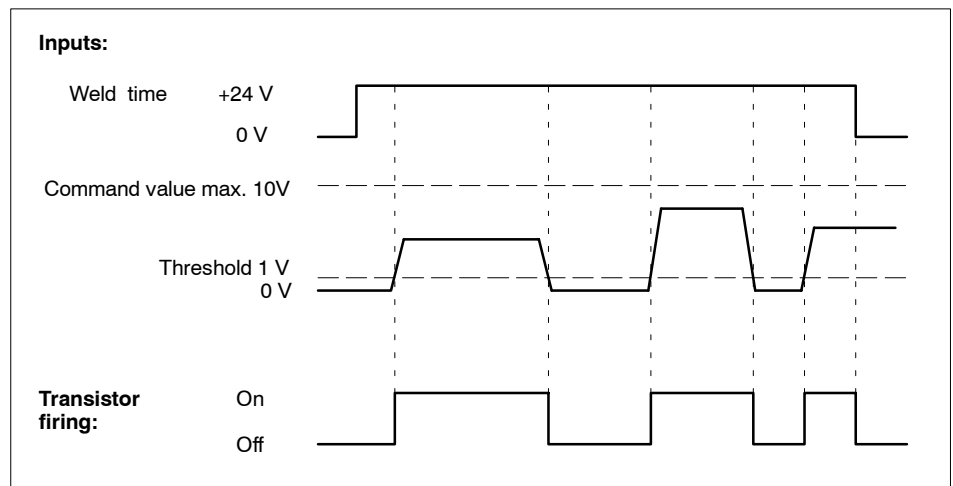 Inputs:
Weld time +24 V
0 V
Command value max. 10V
Threshold 1 V
0 V
Transistor On
firing:
Off